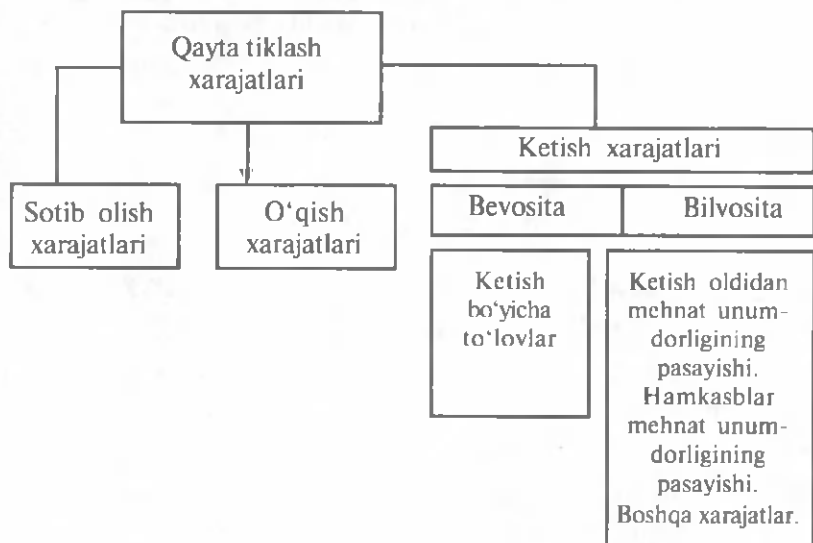 Qayta tiklash
xarajatlari
Sotib olish
xarajatlari
O‘qish
xarajatlari
Ketish xarajatlari
Bevosita
Bilvosita
Ketish
bo‘yicha
to‘lovlar
Ketish oldidan
mehnat unum-
dorligining
pasayishi.
Hamkasblar
mehnat unum-
dorligining
pasayishi.
Boshqa xarajatlar.